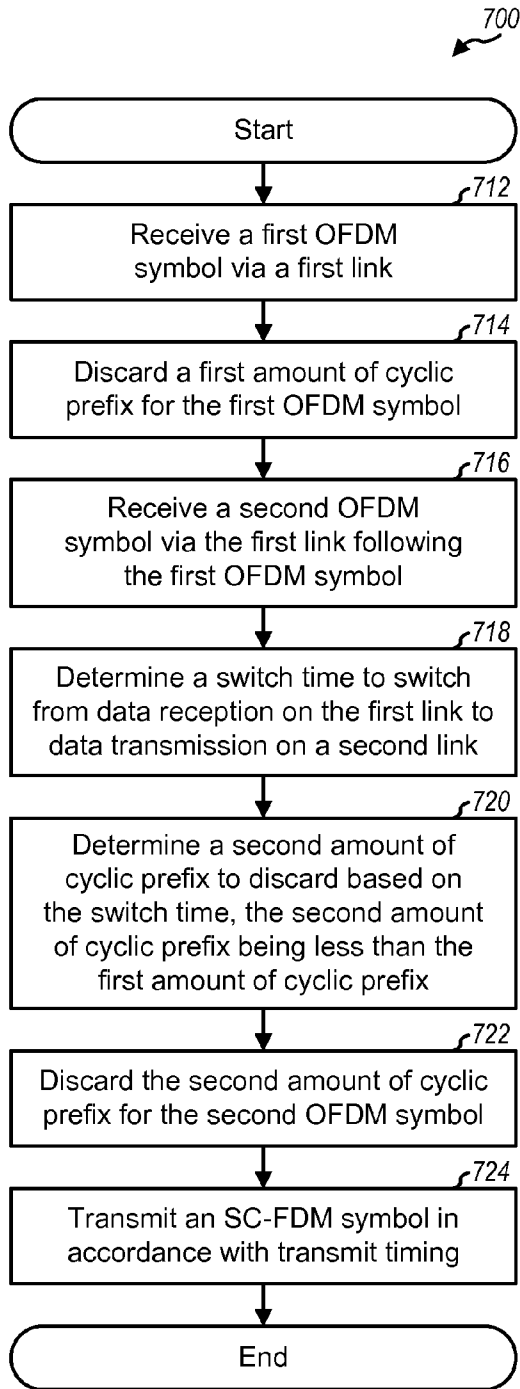 700
Start
712
Receive a first OFDM
symbol via a first link
714
Discard a first amount of cyclic
prefix for the first OFDM symbol
716
Receive a second OFDM
symbol via the first link following
the first OFDM symbol
718
Determine a switch time to switch
from data reception on the first link to
data transmission on a second link
720
Determine a second amount of
cyclic prefix to discard based on
the switch time, the second amount
of cyclic prefix being less than the
first amount of cyclic prefix
722
Discard the second amount of cyclic
prefix for the second OFDM symbol
724
Transmit an SC-FDM symbol in
accordance with transmit timing
End